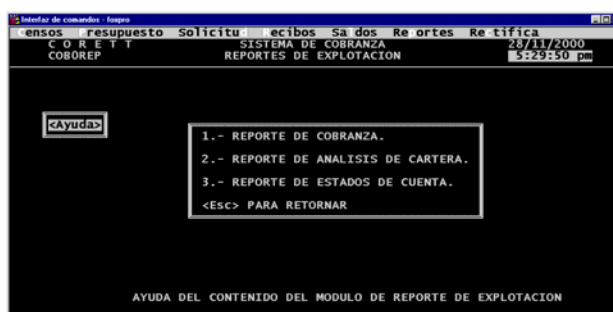 Interfaz de comandos - foxpro
ensos resupuesto Solicitu ecibos Sa dos Re ortes Re tifica
C O R E T T SISTEMA DE COBRANZA 28/11/2000
COBOREP REPORTES DE EXPLOTACION 5:29:50 pm
<Ayuda>
1.- REPORTE DE COBRANZA.
2.- REPORTE DE ANALISIS DE CARTERA.
3.- REPORTE DE ESTADOS DE CUENTA.
<Esc> PARA RETORNAR
AYUDA DEL CONTENIDO DEL MODULO DE REPORTE DE EXPLOTACION